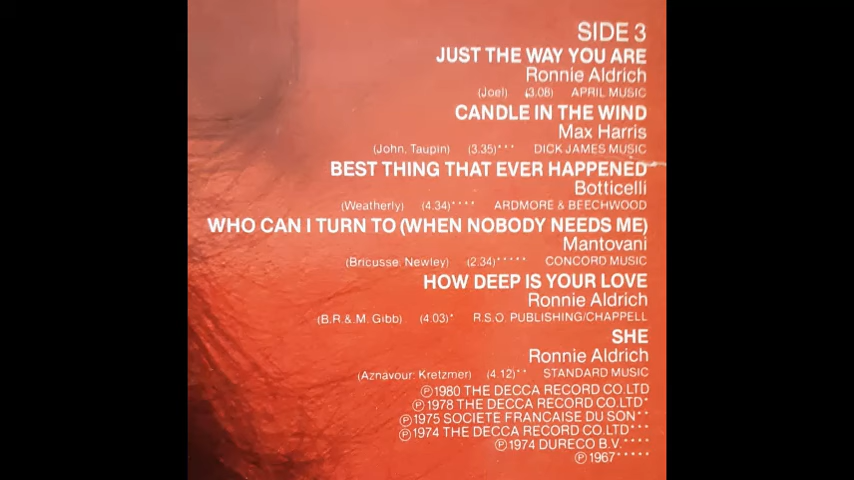 SIDE 3
JUST THE WAY YOU ARE
Ronnie Aldrich
(Joel) (3.08) APRIL MUSIC
CANDLE IN THE WIND
Max Harris
(John, Taupin) (3.35)*** DICK JAMES MUSIC
BEST THING THAT EVER HAPPENED
Botticelli
(Weatherly) (4.34)**** ARDMORE & BEECHWOOD
WHO CAN I TURN TO (WHEN NOBODY NEEDS ME)
Mantovani
(Bricusse, Newley) (2.34)***** CONCORD MUSIC
HOW DEEP IS YOUR LOVE
Ronnie Aldrich
(B.R.&.M. Gibb) (4.03)* R.S.O. PUBLISHING/CHAPPELL
SHE
Ronnie Aldrich
(Aznavour, Kretzmer) (4.12)** STANDARD MUSIC
℗1980 THE DECCA RECORD CO.LTD
℗1978 THE DECCA RECORD CO.LTD*
℗1975 SOCIETE FRANCAISE DU SON**
℗1974 THE DECCA RECORD CO.LTD***
℗1974 DURECO B.V.****
℗1967*****